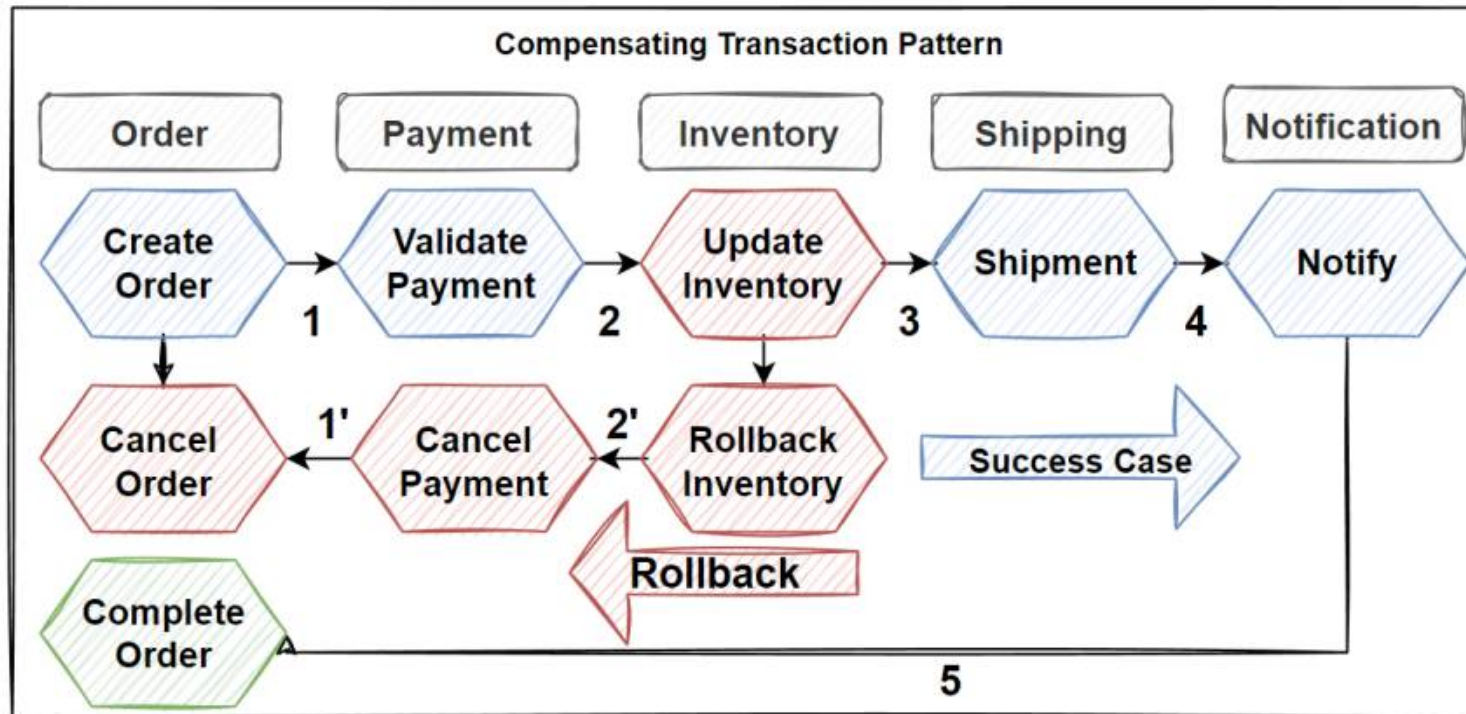 Compensating Transaction Pattern
Order
Payment
Inventory
Shipping
Notification
Create
Order
Validate
Payment
Update
Inventory
Shipment
Notify
1
2
3
4
Cancel
Order
1'
Cancel
Payment
2'
Rollback
Inventory
Success Case
Rollback
Complete
Order
5